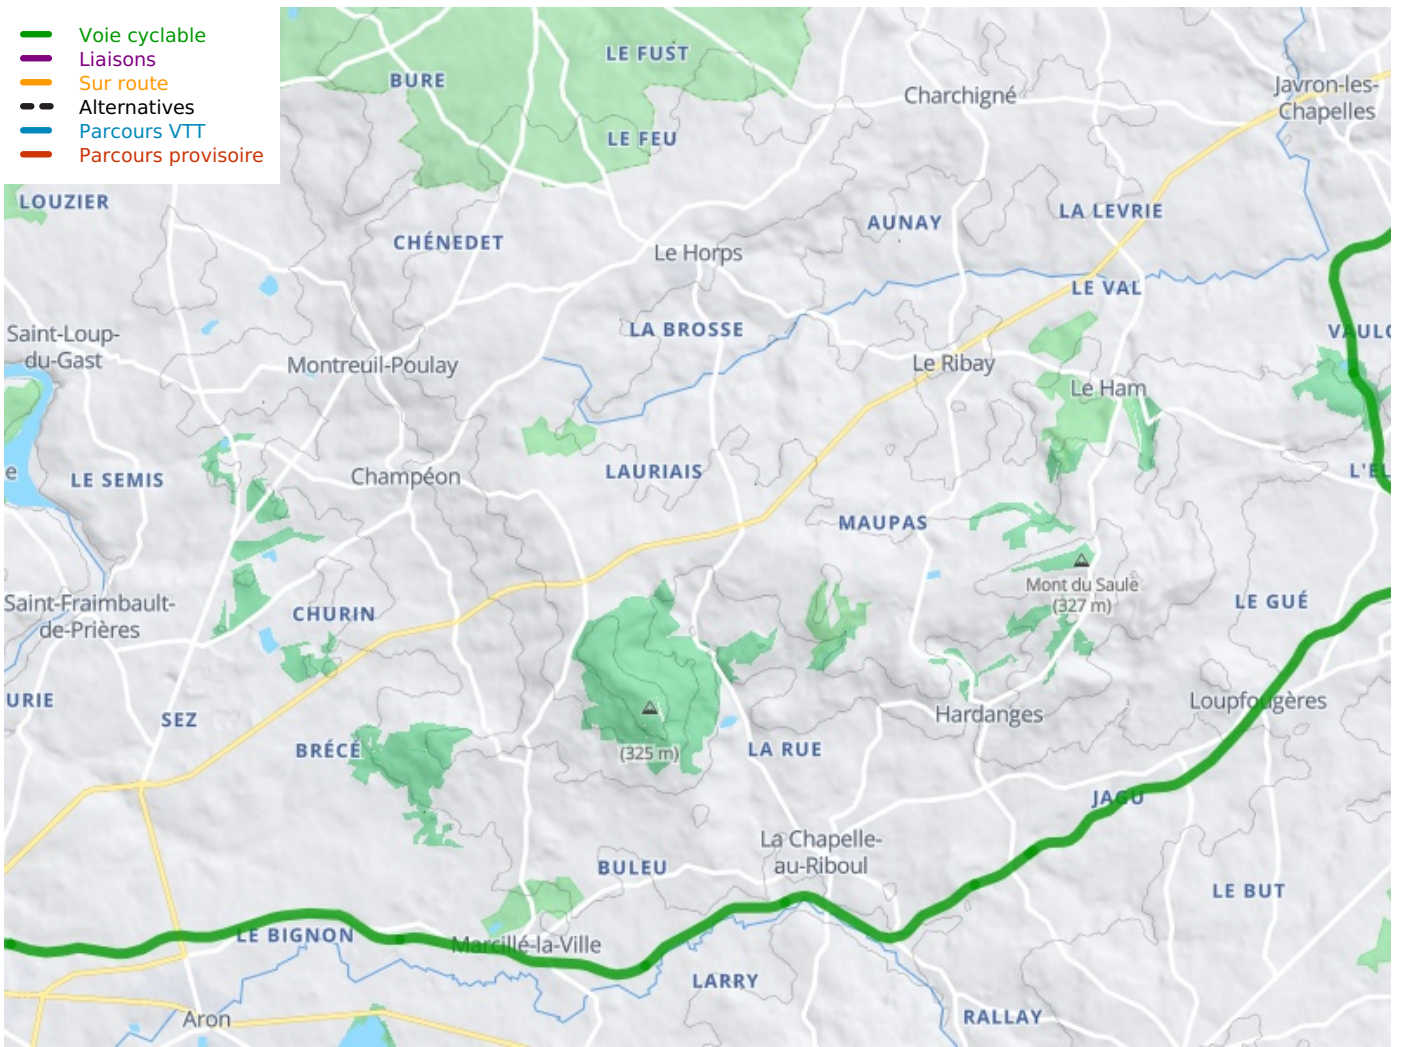 Voie cyclable
Liaisons
Sur route
Alternatives
Parcours VTT
Parcours provisoire
LE FUST
BURE
Charchigné
Javron-les-
Chapelles
LE FEU
LOUZIER
LA LEVRIE
AUNAY
CHÉNEDET
Le Horps
LE VAL
LA BROSSE
VAULO
Saint-Loup-
du-Gast
Montreuil-Poulay
Le Ribay
Le Ham
e
LE SEMIS
Champéon
LAURIAIS
L'EL
MAUPAS
Mont du Saule
(327 m)
Saint-Fraimbault-
de-Prières
CHURIN
LE GUÉ
URIE
SEZ
Loupfougères
Hardanges
BRÉCÉ
(325 m)
LA RUE
JAGU
La Chapelle-
au-Riboul
BULEU
LE BUT
LE BIGNON
Marcillé-la-Ville
LARRY
Aron
RALLAY